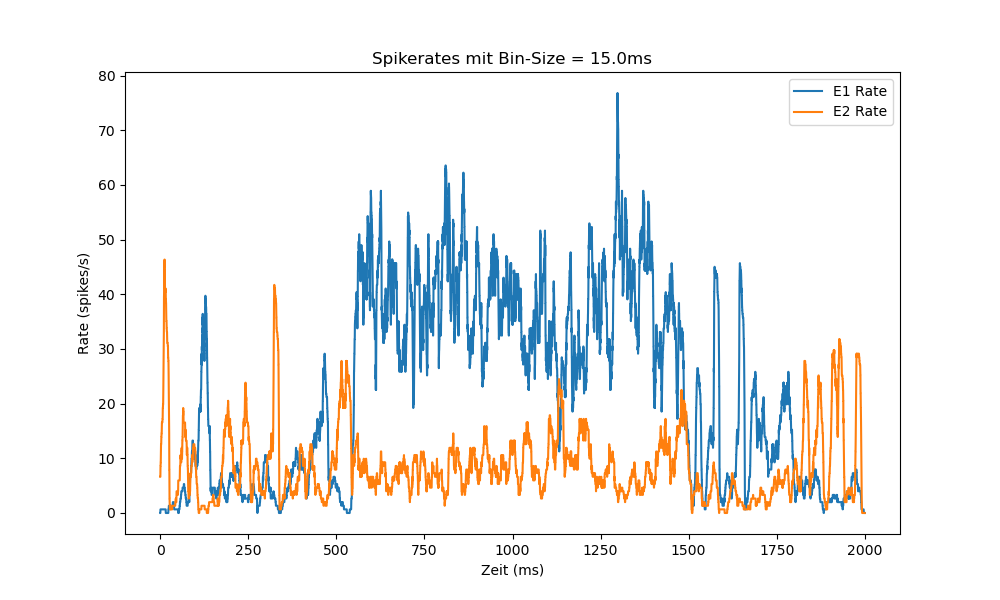 Spikerates mit Bin-Size = 15.0ms
E1 Rate
E2 Rate
80
70
60
50
40
30
20
10
0
Rate (spikes/s)
0 250 500 750 1000 1250 1500 1750 2000
Zeit (ms)